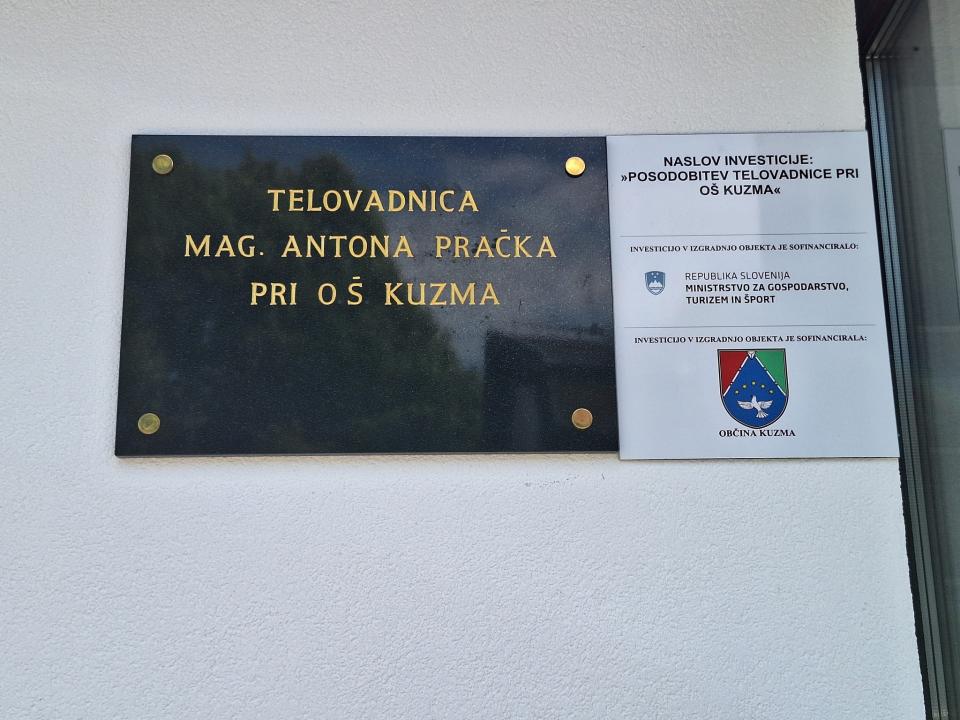 TELOVADNICA
MAG. ANTONA PRAČKA
PRI OŠ KUZMA
NASLOV INVESTICIJE:
»POSODOBITEV TELOVADNICE PRI
OŠ KUZMA«
INVESTICIJO V IZGRADNJO OBJEKTA JE SOFINANCIRALO:
REPUBLIKA SLOVENIJA
MINISTRSTVO ZA GOSPODARSTVO,
TURIZEM IN ŠPORT
INVESTICIJO V IZGRADNJO OBJEKTA JE SOFINANCIRALA:
OBČINA KUZMA